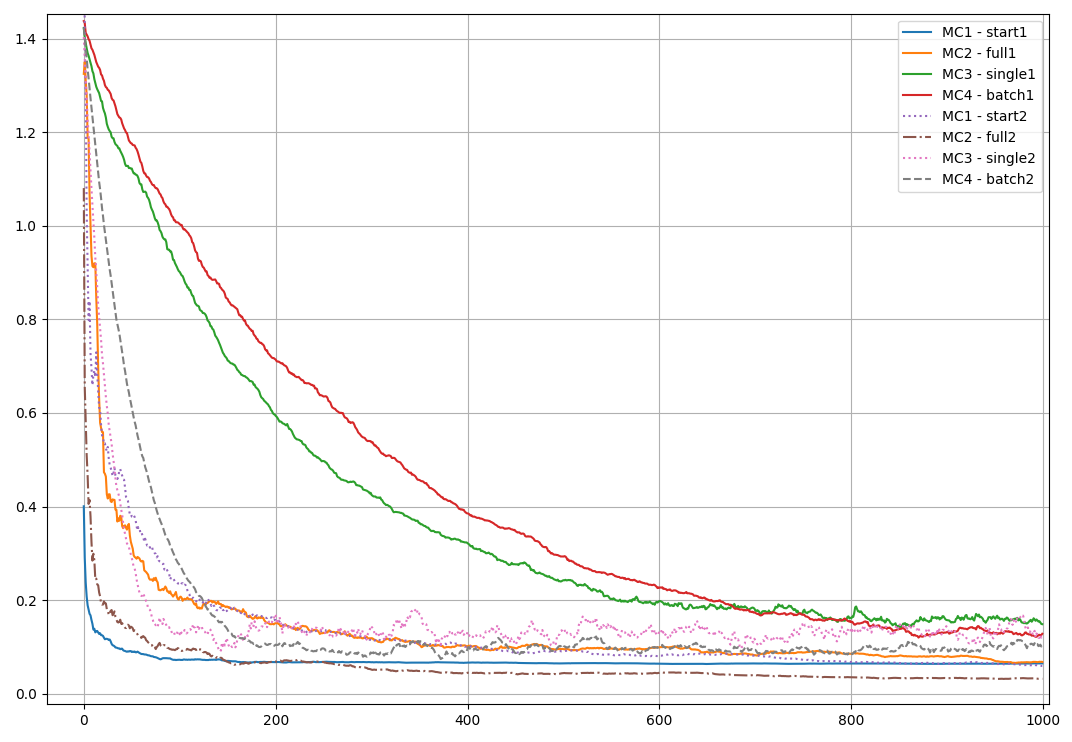 1.4
1.2
1.0
0.8
0.6
0.4
0.2
0.0
0 200 400 600 800 1000
MC1 - start1
MC2 - full1
MC3 - single1
MC4 - batch1
MC1 - start2
MC2 - full2
MC3 - single2
MC4 - batch2